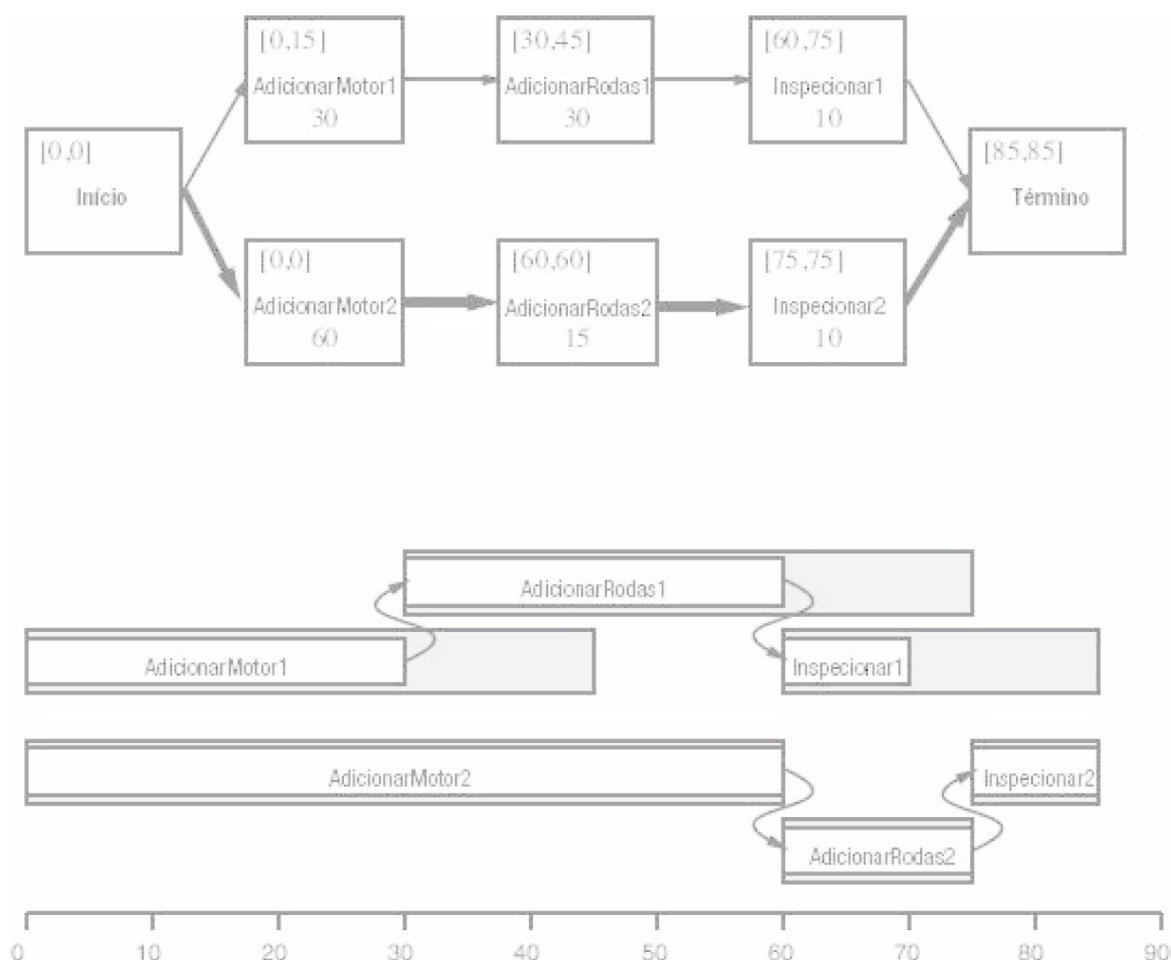 [0,15]
AdicionarMotor1
30
[30,45]
AdicionarRodas1
30
[60,75]
Inspecionar1
10
[0,0]
Início
[85,85]
Término
[0,0]
AdicionarMotor2
60
[60,60]
AdicionarRodas2
15
[75,75]
Inspecionar2
10
AdicionarRodas1
AdicionarMotor1
Inspecionar1
AdicionarMotor2
Inspecionar2
AdicionarRodas2
0 10 20 30 40 50 60 70 80 90